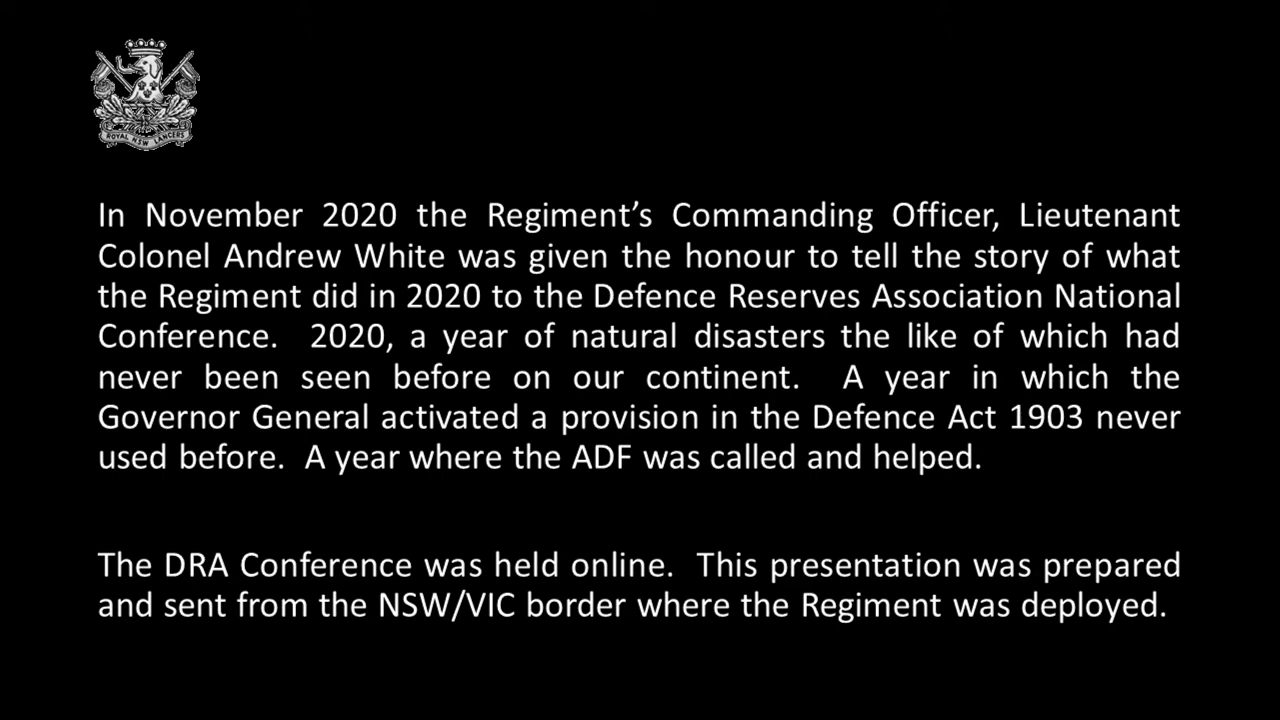 ROYAL NSW LANCERS
In November 2020 the Regiment’s Commanding Officer, Lieutenant
Colonel Andrew White was given the honour to tell the story of what
the Regiment did in 2020 to the Defence Reserves Association National
Conference.  2020, a year of natural disasters the like of which had
never been seen before on our continent.  A year in which the
Governor General activated a provision in the Defence Act 1903 never
used before.  A year where the ADF was called and helped.
The DRA Conference was held online.  This presentation was prepared
and sent from the NSW/VIC border where the Regiment was deployed.